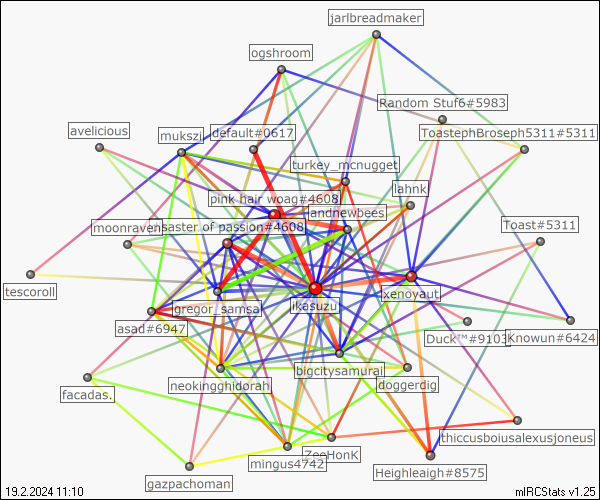 jarlbreadmaker
ogshroom
Random Stuf6#5983
avelicious
mukszi
default#0617
ToastephBroseph5311#5311
turkey_mcnugget
lahnk
pink hair woag#4608
andnewbees
moonraven
saster of passion#4608
Toast#5311
tescoroll
gregor_samsa
ikasuzu
xenoyaut
asad#6947
Duck™#9103
Knowun#6424
bigcitysamurai
neokingghidorah
doggerdig
facadas.
thiccusboiusalexusjoneus
ZeeHonK
mingus4742
Heighleaigh#8575
gazpachoman
19.2.2024 11:10
mIRCStats v1.25